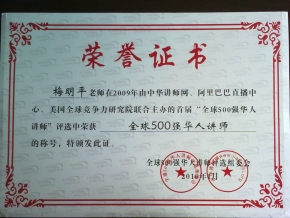 荣誉证书
梅明平老师在2009年由中华讲师网、阿里巴巴直播中
心、美国全球竞争力研究院联合主办的首届“全球500强华人
讲师”评选中荣获 全球500强华人讲师
的称号，特颁发此证。
全球500强华人讲师评选组委会